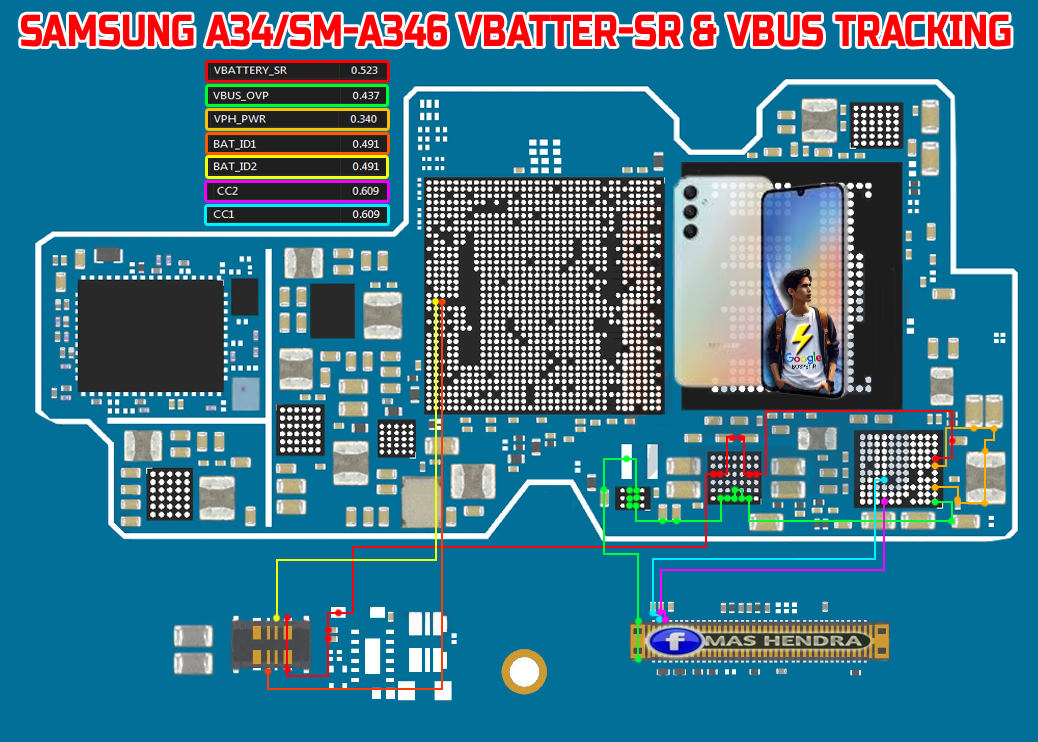 SAMSUNG A34/SM-A346 VBATTER-SR & VBUS TRACKING
VBATTERY_SR 0.523
VBUS_OVP 0.437
VPH_PWR 0.340
BAT_ID1 0.491
BAT_ID2 0.491
CC2 0.609
CC1 0.609
Google
f MAS HENDRA